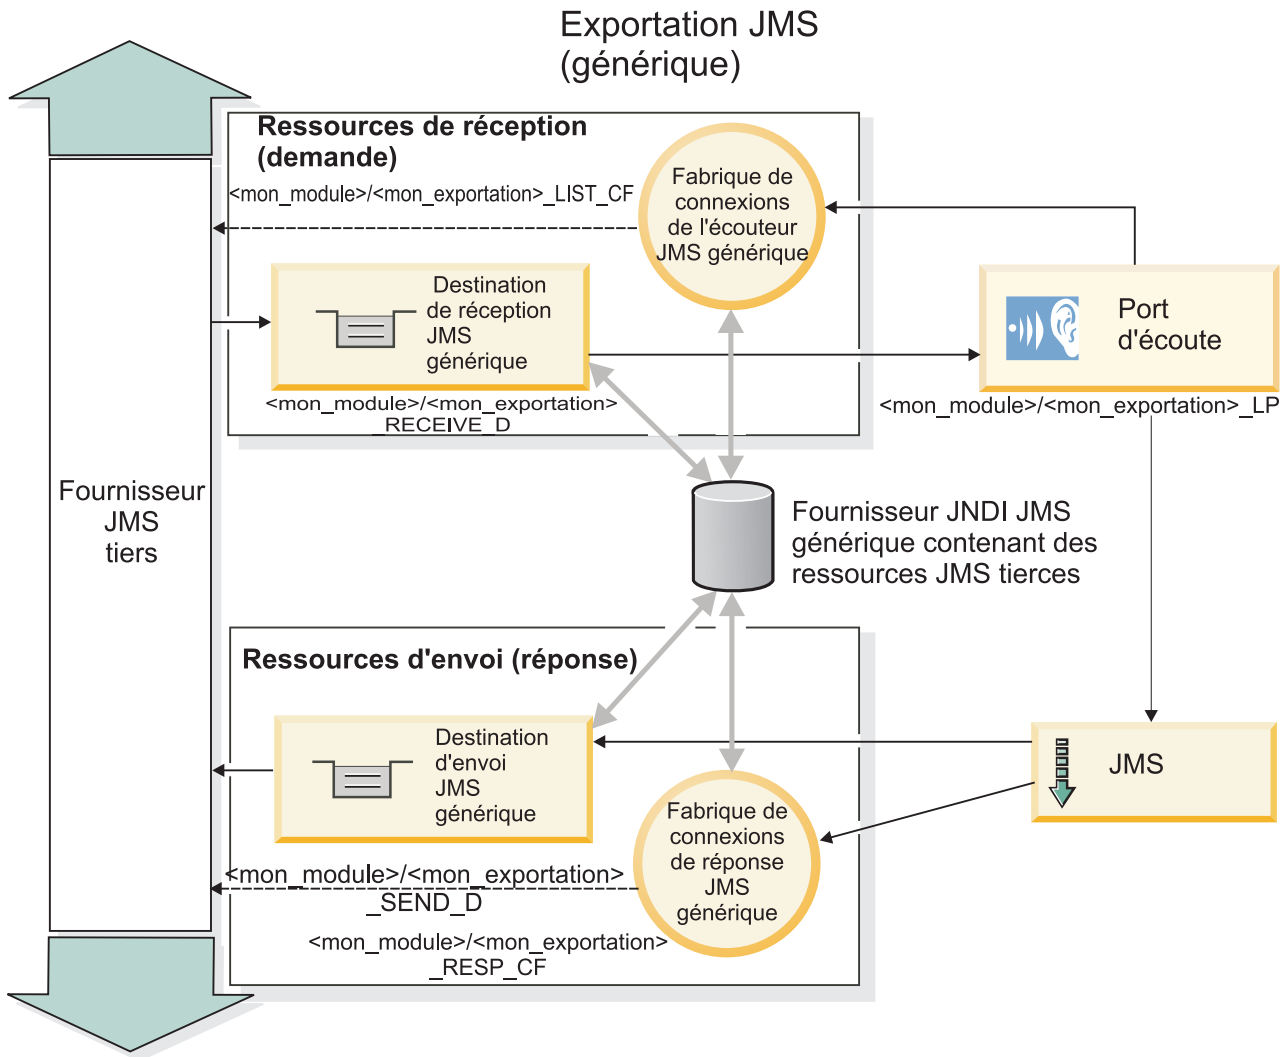 Exportation JMS
(générique)
Ressources de réception
(demande)
<mon_module>/<mon_exportation>_LIST_CF
Fabrique de
connexions
de l'écouteur
JMS générique
Destination
de réception
JMS
générique
<mon_module>/<mon_exportation>
_RECEIVE_D
Port
d'écoute
<mon_module>/<mon_exportation>_LP
Fournisseur
JMS
tiers
Fournisseur JNDI JMS
générique contenant des
ressources JMS tierces
Ressources d'envoi (réponse)
Destination
d'envoi
JMS
générique
JMS
Fabrique de
connexions
de réponse
JMS
générique
<mon_module>/<mon_exportation>
_SEND_D
<mon_module>/<mon_exportation>
_RESP_CF